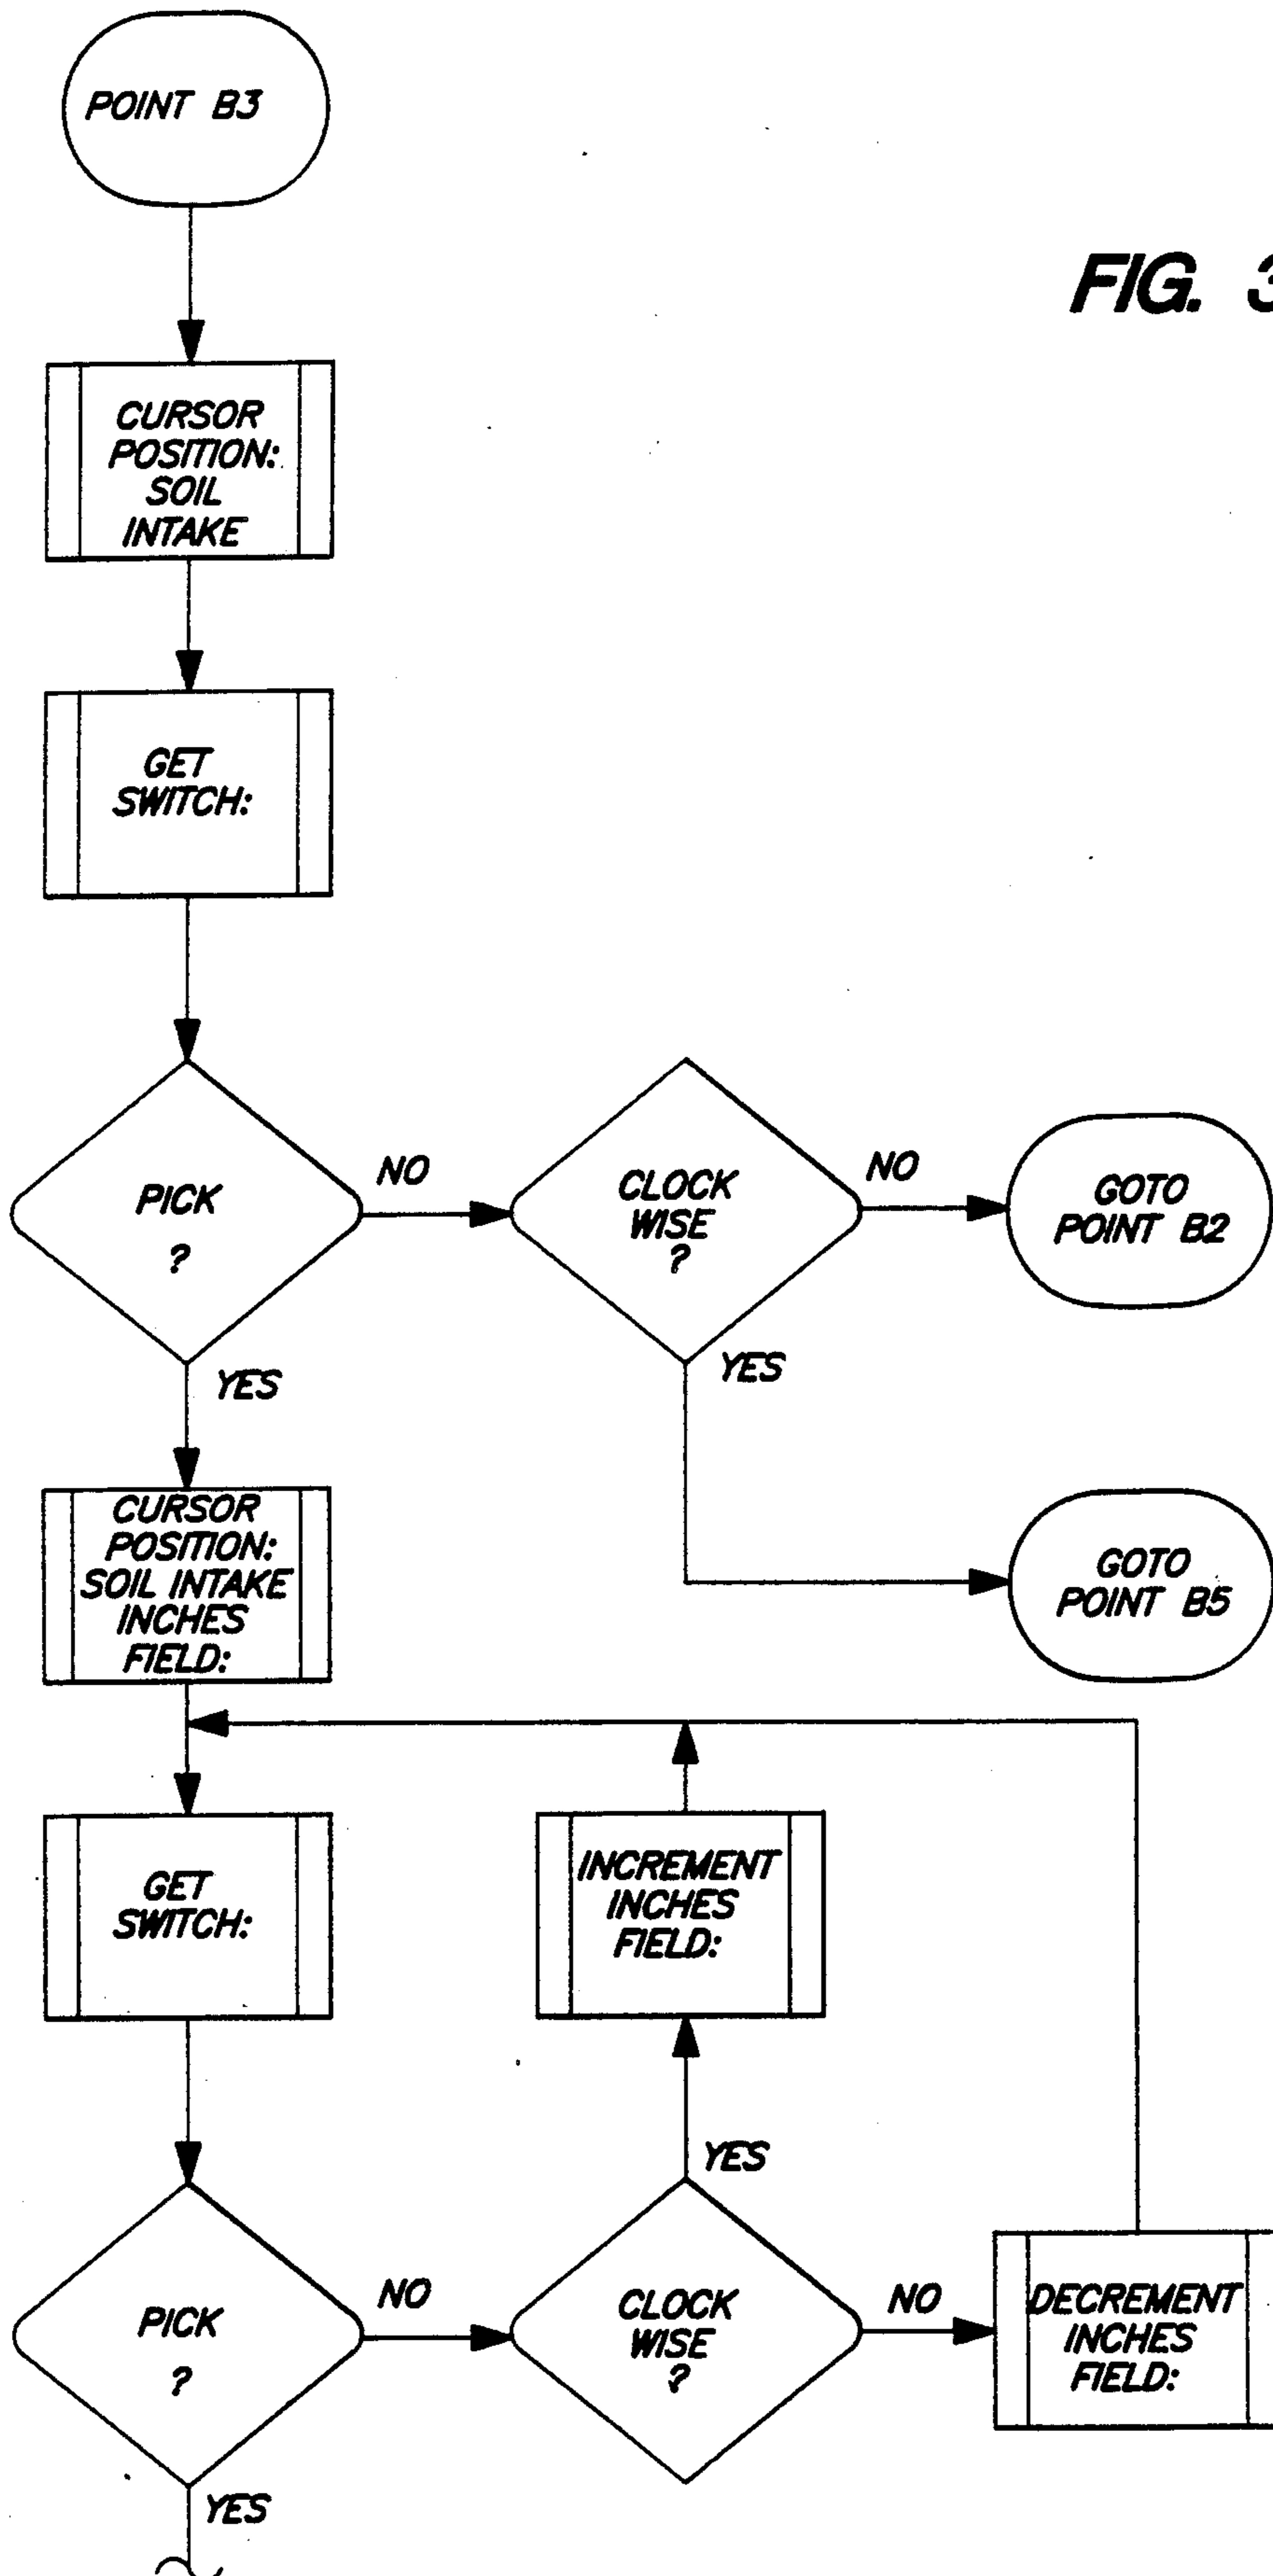 POINT B3
FIG. 3
CURSOR
POSITION:
SOIL
INTAKE
GET
SWITCH:
PICK
?
NO
CLOCK
WISE
?
NO
GOTO
POINT B2
YES
YES
CURSOR
POSITION:
SOIL INTAKE
INCHES
FIELD:
GOTO
POINT B5
GET
SWITCH:
INCREMENT
INCHES
FIELD:
YES
PICK
?
NO
CLOCK
WISE
?
NO
DECREMENT
INCHES
FIELD:
YES